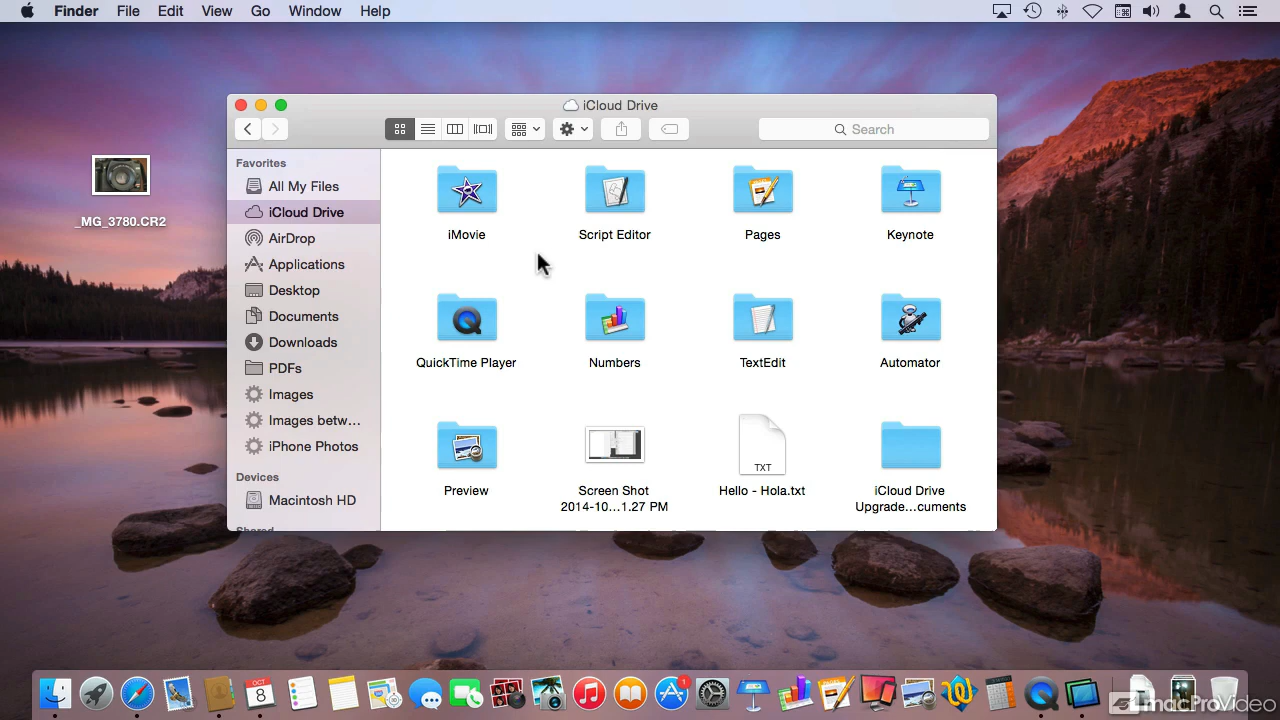 Finder File Edit View Go Window Help
iCloud Drive
Search
_MG_3780.CR2
Favorites
All My Files
iCloud Drive
AirDrop
Applications
Desktop
Documents
Downloads
PDFs
Images
Images betw...
iPhone Photos
Devices
Macintosh HD
Shared
iMovie
Script Editor
Pages
Keynote
QuickTime Player
Numbers
TextEdit
Automator
Preview
Screen Shot
2014-10...1.27 PM
TXT
Hello - Hola.txt
iCloud Drive
Upgrade...cuments
OCT
8
1
macProVideo